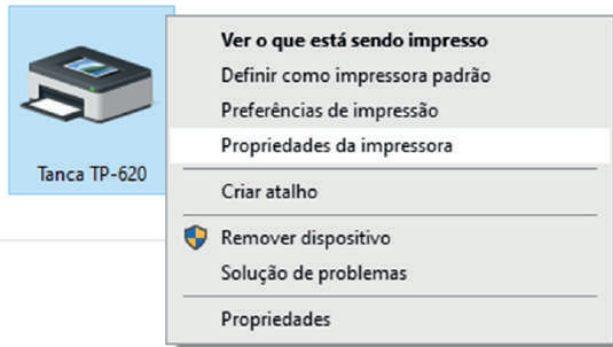 Tanca TP-620
Ver o que está sendo impresso
Definir como impressora padrão
Preferências de impressão
Propriedades da impressora
Criar atalho
Remover dispositivo
Solução de problemas
Propriedades